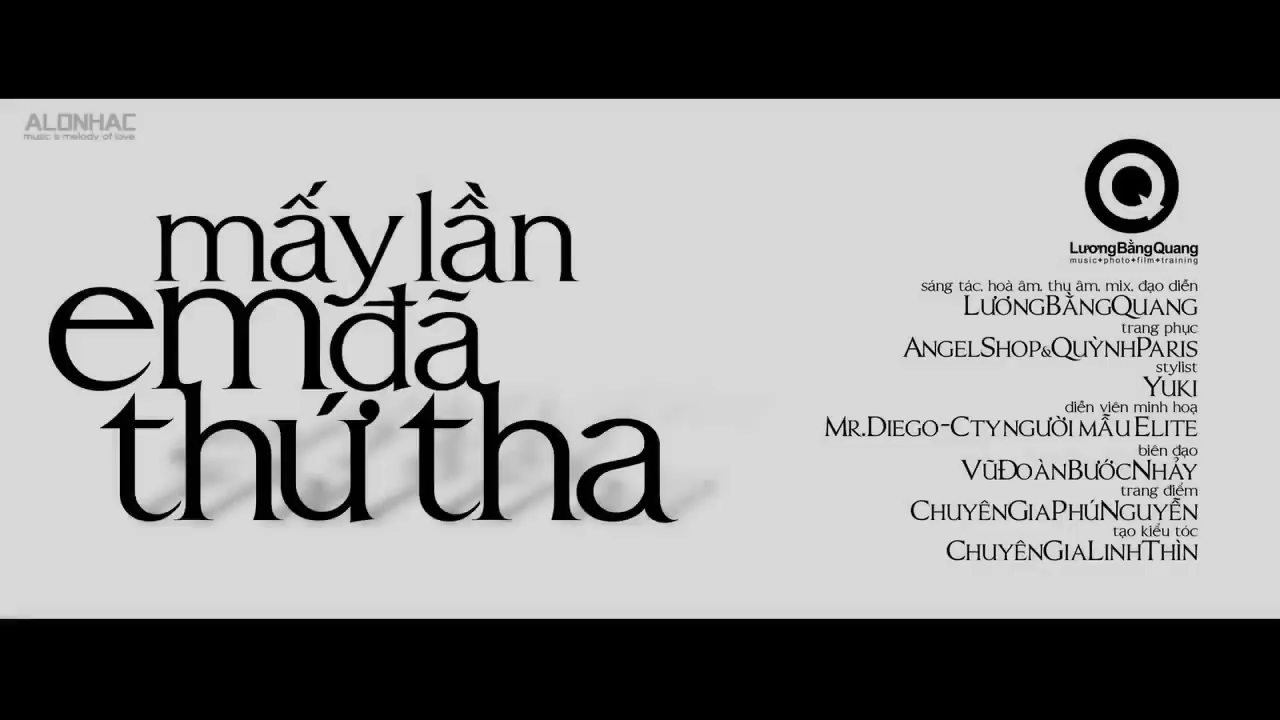 ALONHAC
music is melody of love
mấy lần
em đã
thứ tha
Q
LươngBằngQuang
music+photo+film+training
sáng tác. hoà âm. thu âm. mix. đạo diễn
LƯƠNGBẰNGQUANG
trang phục
ANGELSHOP&QUỲNHPARIS
stylist
YUKI
diễn viên minh hoạ
MR.DIEGO-CTY NGƯỜI MẪU ELITE
biên đạo
VŨĐOÀNBƯỚCNHẢY
trang điểm
CHUYÊNGIAPHÚNGUYỄN
tạo kiểu tóc
CHUYÊNGIALINHTHÌN